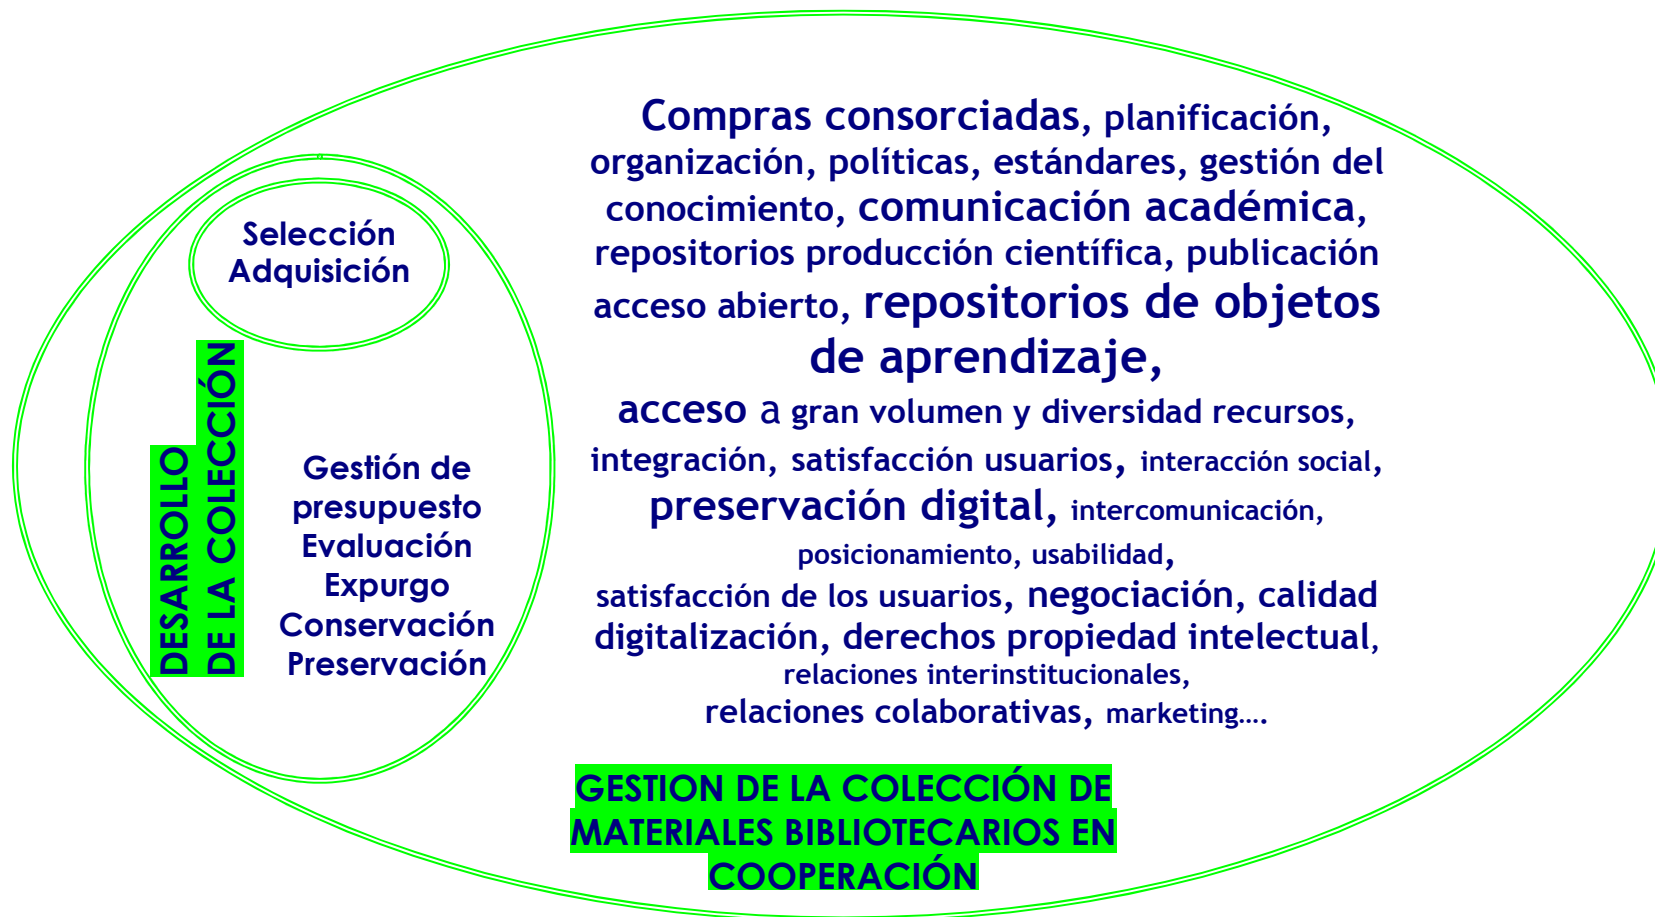 Selección
Adquisición
DESARROLLO
DE LA COLECCIÓN
Gestión de
presupuesto
Evaluación
Expurgo
Conservación
Preservación
Compras consorciadas, planificación,
organización, políticas, estándares, gestión del
conocimiento, comunicación académica,
repositorios producción científica, publicación
acceso abierto, repositorios de objetos
de aprendizaje,
acceso a gran volumen y diversidad recursos,
integración, satisfacción usuarios, interacción social,
preservación digital, intercomunicación,
posicionamiento, usabilidad,
satisfacción de los usuarios, negociación, calidad
digitalización, derechos propiedad intelectual,
relaciones interinstitucionales,
relaciones colaborativas, marketing….
GESTION DE LA COLECCIÓN DE
MATERIALES BIBLIOTECARIOS EN
COOPERACIÓN